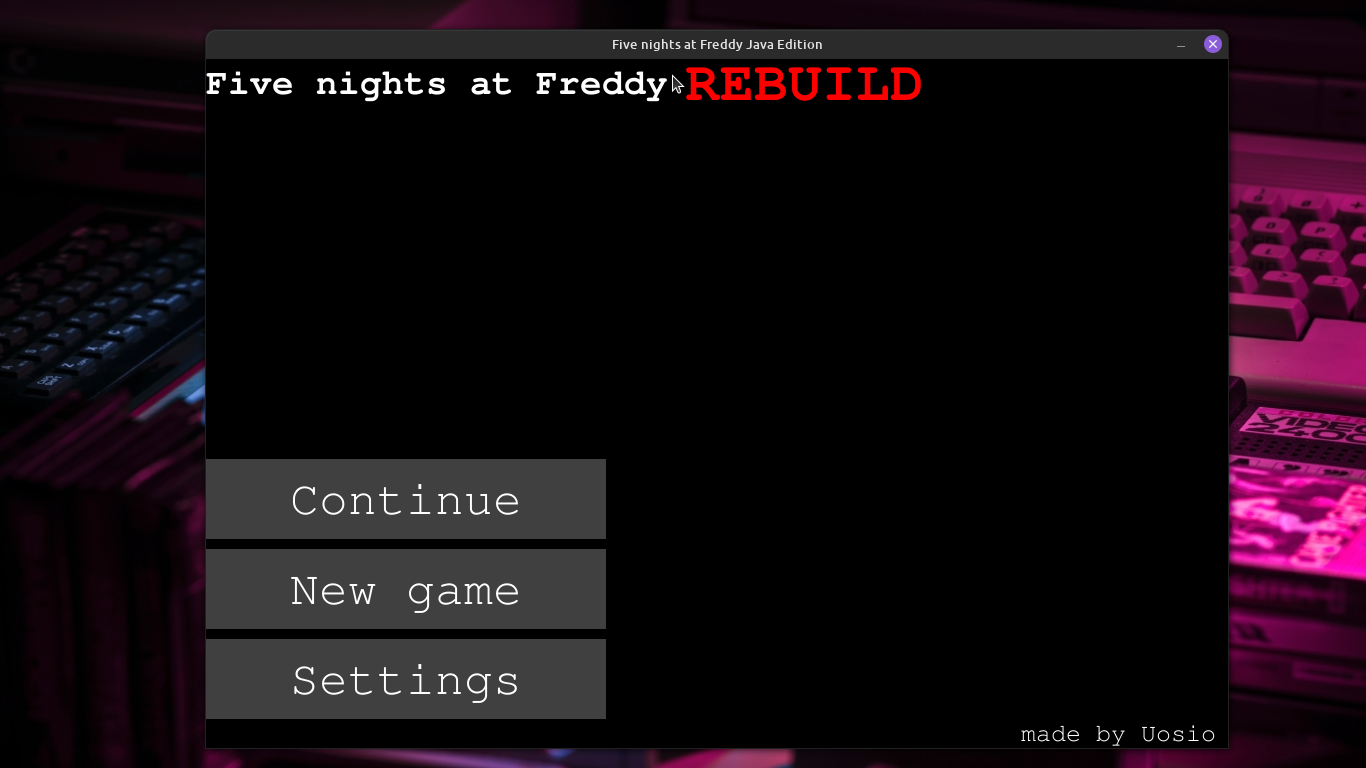 Five nights at Freddy Java Edition
Five nights at Freddy REBUILD
Continue
New game
Settings
made by Uosio